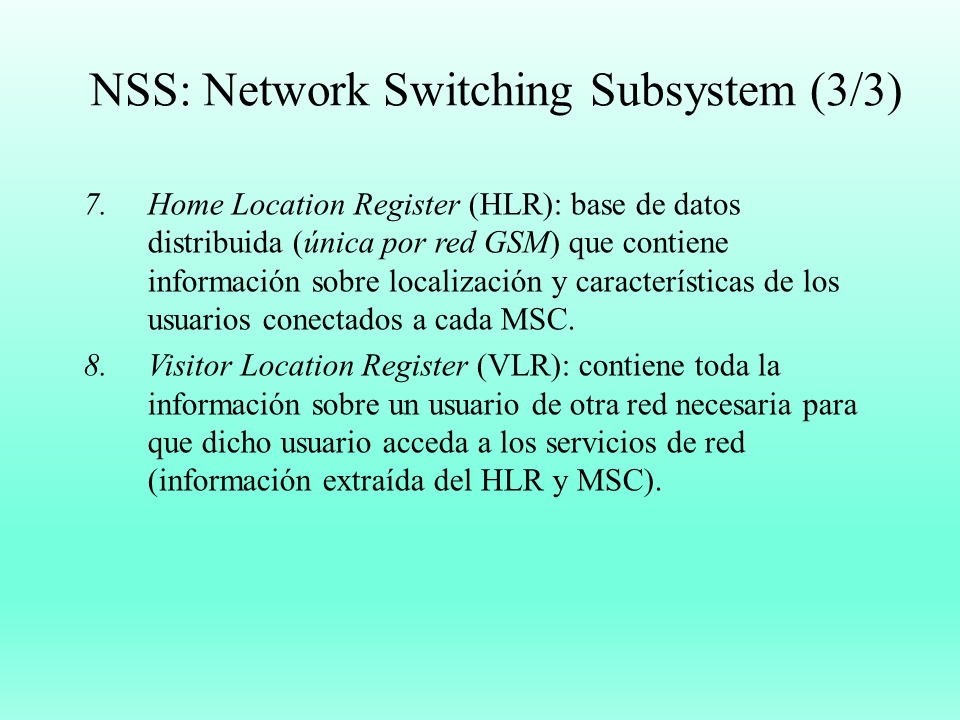 NSS: Network Switching Subsystem (3/3)
7. Home Location Register (HLR): base de datos
distribuida (única por red GSM) que contiene
información sobre localización y características de los
usuarios conectados a cada MSC.
8. Visitor Location Register (VLR): contiene toda la
información sobre un usuario de otra red necesaria para
que dicho usuario acceda a los servicios de red
(información extraída del HLR y MSC).